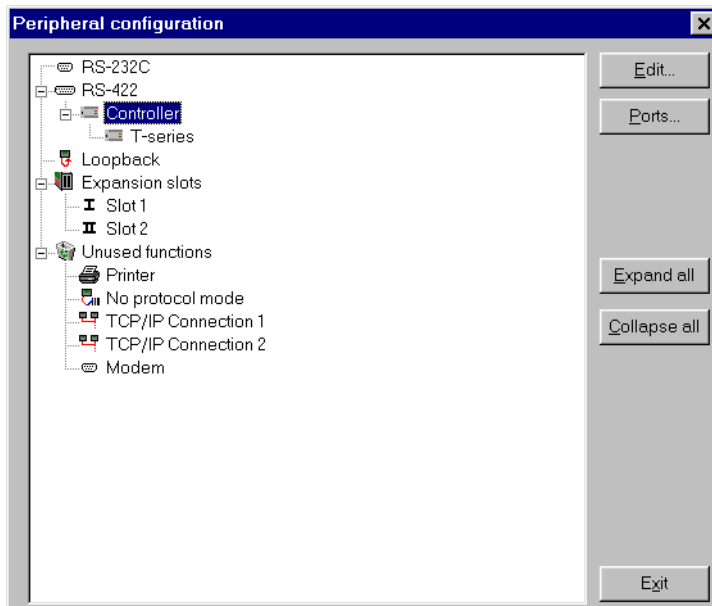 Peripheral configuration
RS-232C
RS-422
Controller
T-series
Loopback
Expansion slots
I Slot 1
II Slot 2
Unused functions
Printer
No protocol mode
TCP/IP Connection 1
TCP/IP Connection 2
Modem
Edit...
Ports...
Expand all
Collapse all
Exit